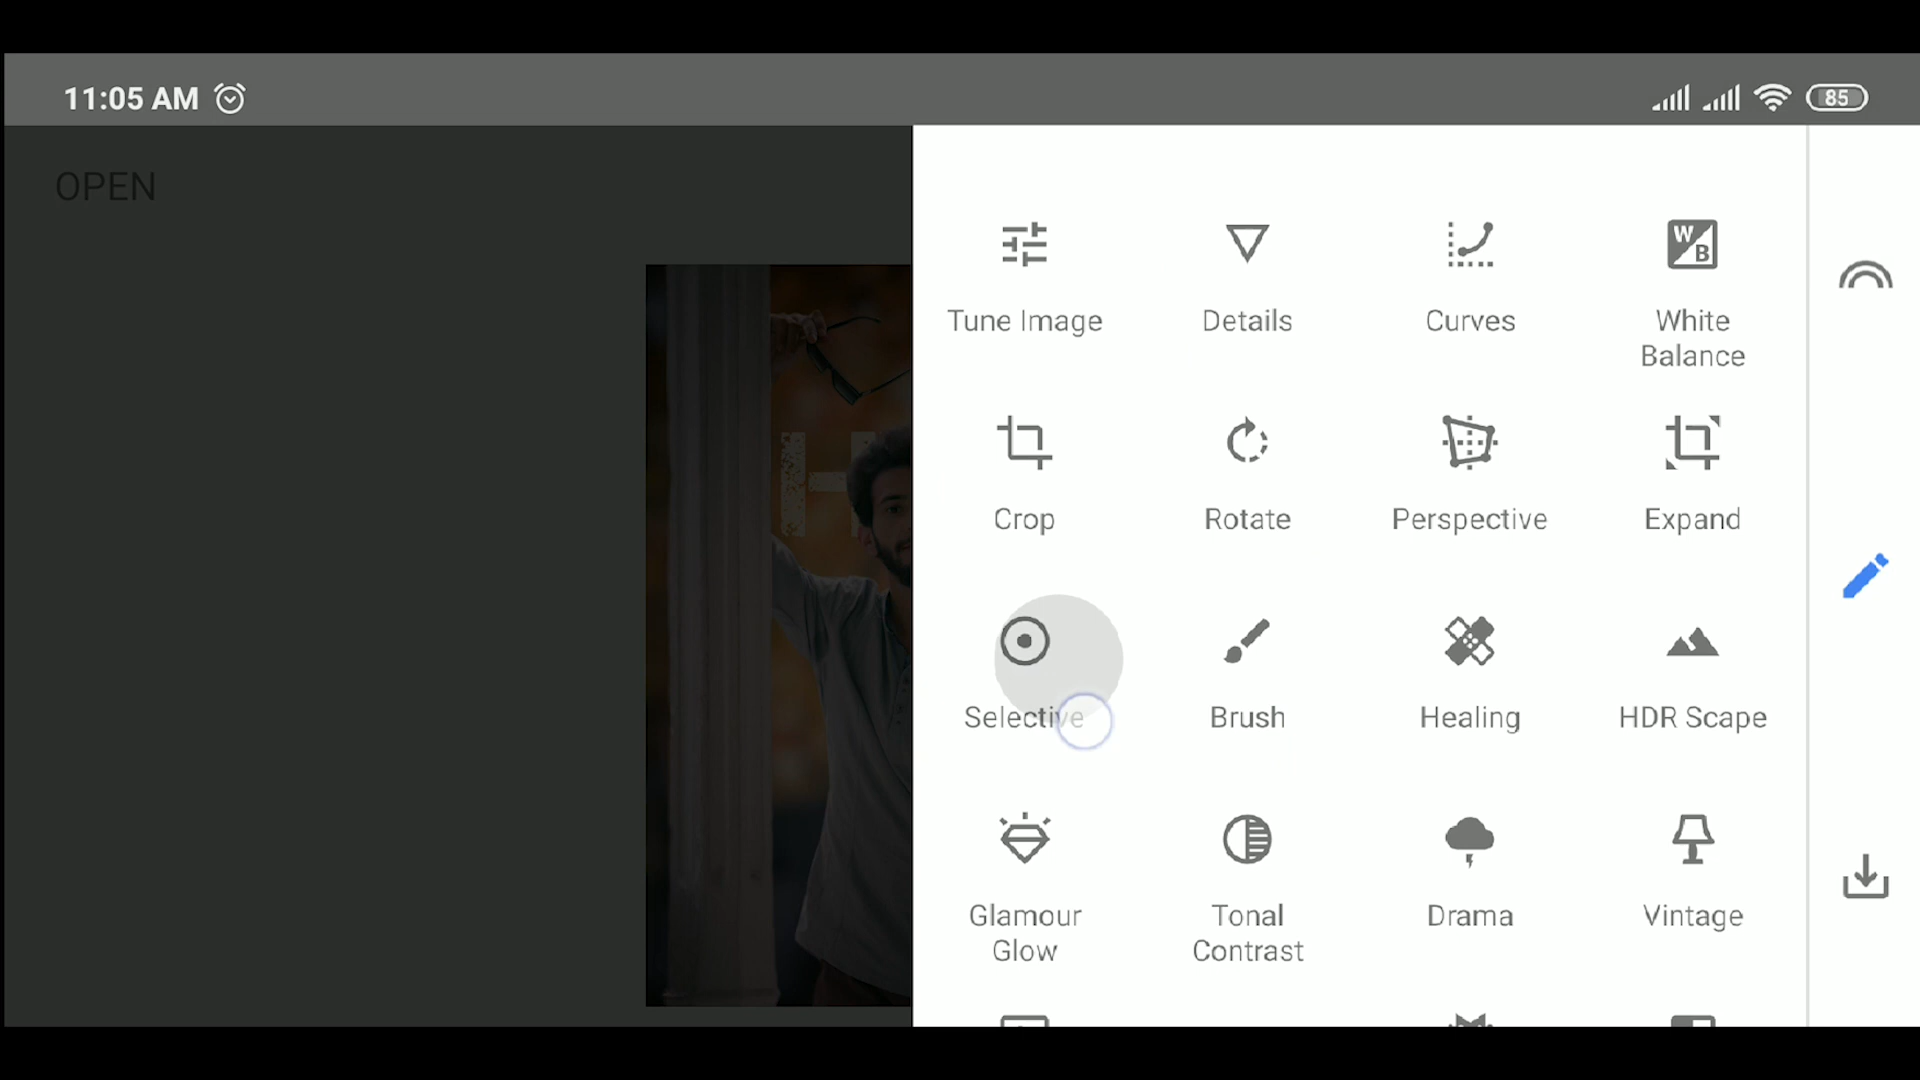 11:05 AM
85
OPEN
Tune Image
Details
Curves
W
B
White
Balance
Crop
Rotate
Perspective
Expand
Selective
Brush
Healing
HDR Scape
Glamour
Glow
Tonal
Contrast
Drama
Vintage
H